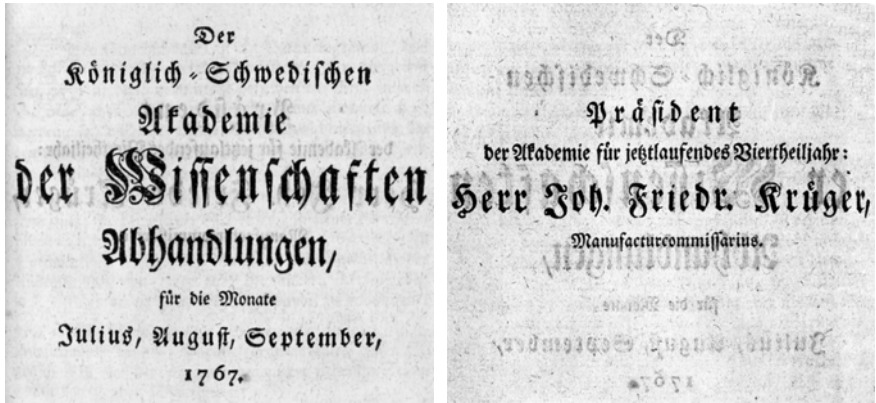 Der
Königlich-Schwedischen
Akademie
der Wissenschaften
Abhandlungen,
für die Monate
Julius, August, September,
1767.
Präsident
der Akademie für jetztlaufendes Viertheiljahr:
Herr Joh. Friedr. Krüger,
Manufacturcommissarius.